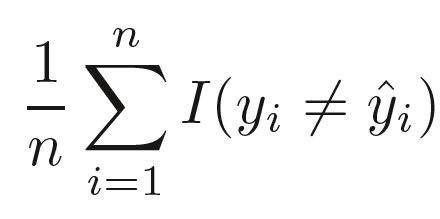 \frac{1}{n} \sum_{i=1}^{n} I(y_i \neq \hat{y}_i)